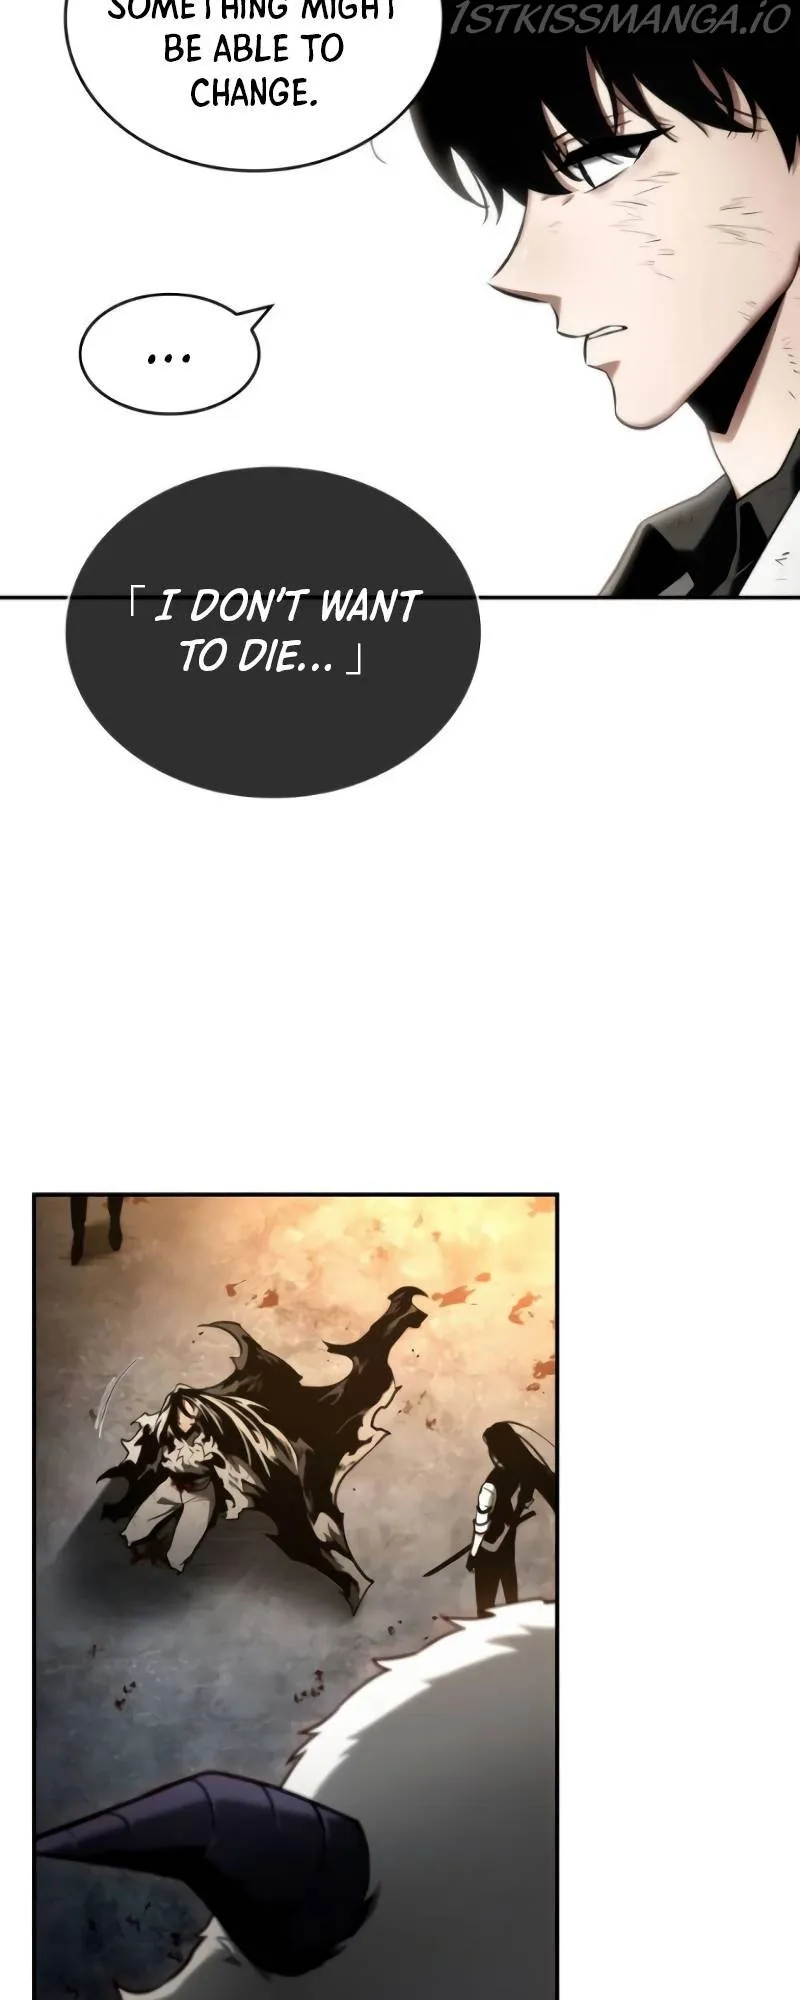 SOMETHING MIGHT
1STKISSMANGA.IO
BE ABLE TO
CHANGE.
...
「 I DON'T WANT
TO DIE... 」